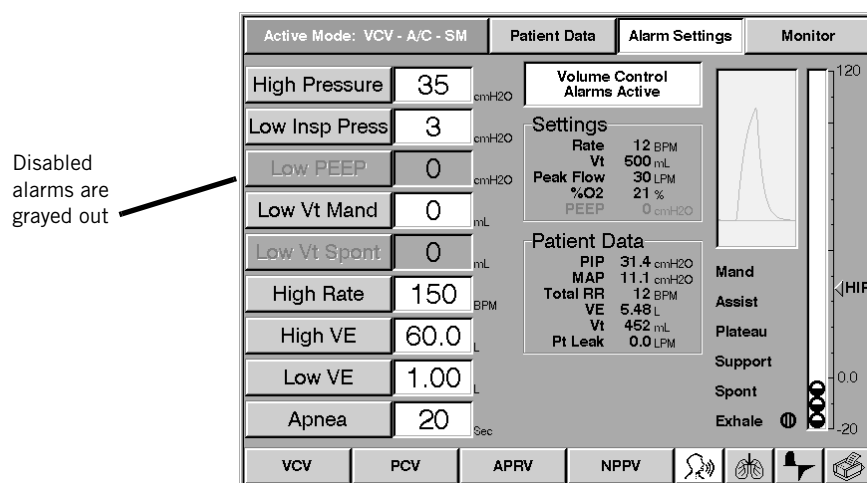 Disabled
alarms are
grayed out
Active Mode: VCV - A/C - SM
Patient Data
Alarm Settings
Monitor
High Pressure 35 cmH2O
Low Insp Press 3 cmH2O
Low PEEP 0 cmH2O
Low Vt Mand 0 mL
Low Vt Spont 0 mL
High Rate 150 BPM
High VE 60.0 L
Low VE 1.00 L
Apnea 20 Sec
Volume Control
Alarms Active
Settings
Rate 12 BPM
Vt 500 mL
Peak Flow 30 LPM
%O2 21 %
PEEP 0 cmH2O
Patient Data
PIP 31.4 cmH2O
MAP 11.1 cmH2O
Total RR 12 BPM
VE 5.48 L
Vt 452 mL
Pt Leak 0.0 LPM
Mand
Assist
Plateau
Support
Spont
Exhale
120
HIP
0.0
-20
VCV
PCV
APRV
NPPV